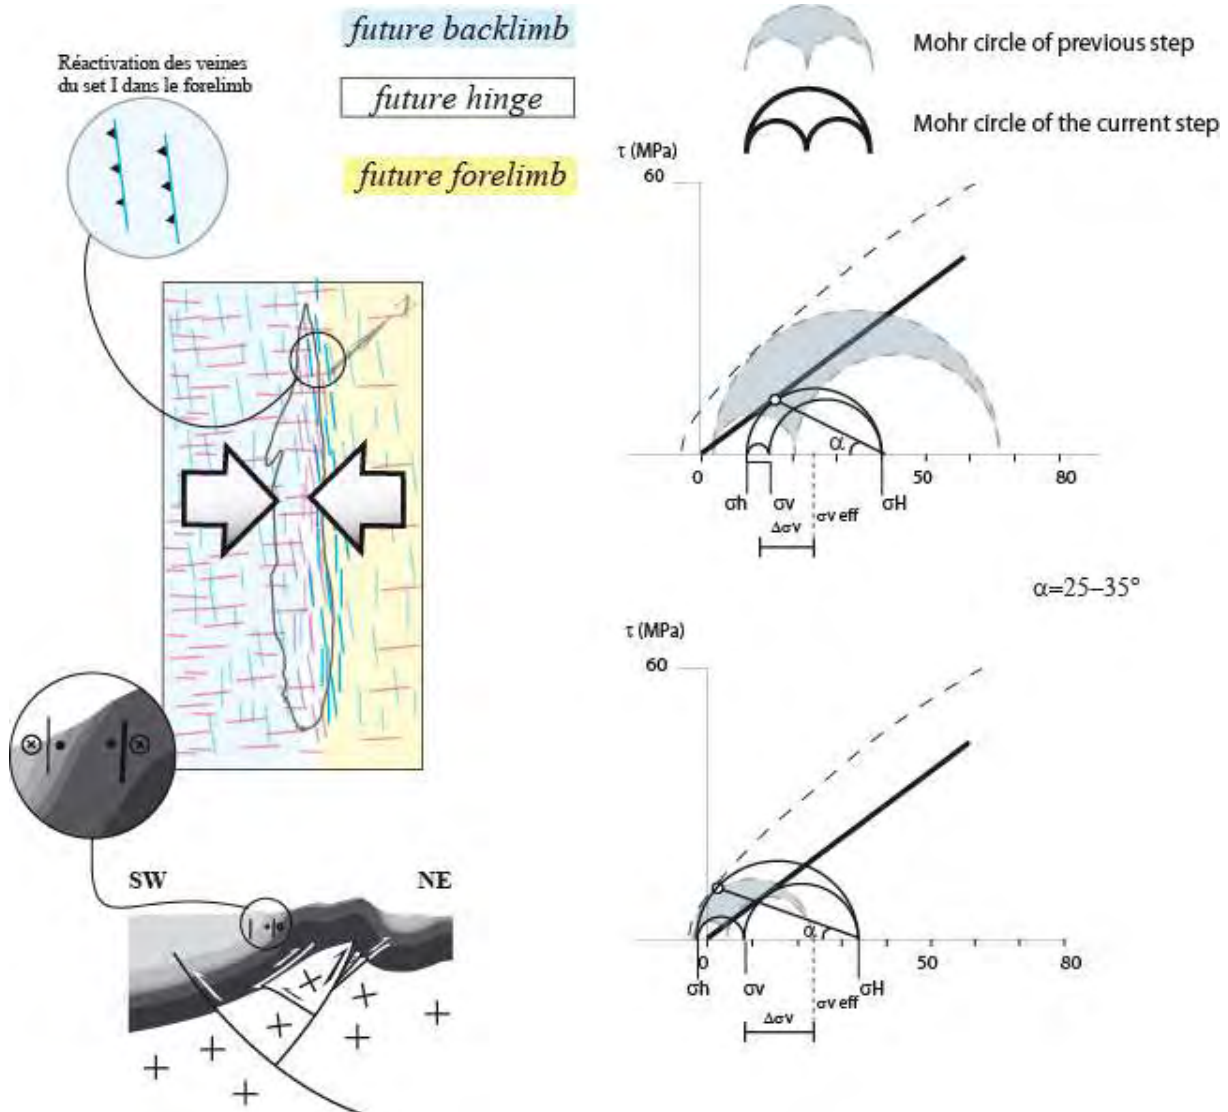 future backlimb
Réactivation des veines
du set I dans le forelimb
future hinge
future forelimb
Mohr circle of previous step
Mohr circle of the current step
τ (MPa)
60
α
0
50
80
σh
σv
σv eff
σH
Δσv
α=25–35°
τ (MPa)
60
α
0
50
80
σh
σv
σv eff
σH
Δσv
SW
NE